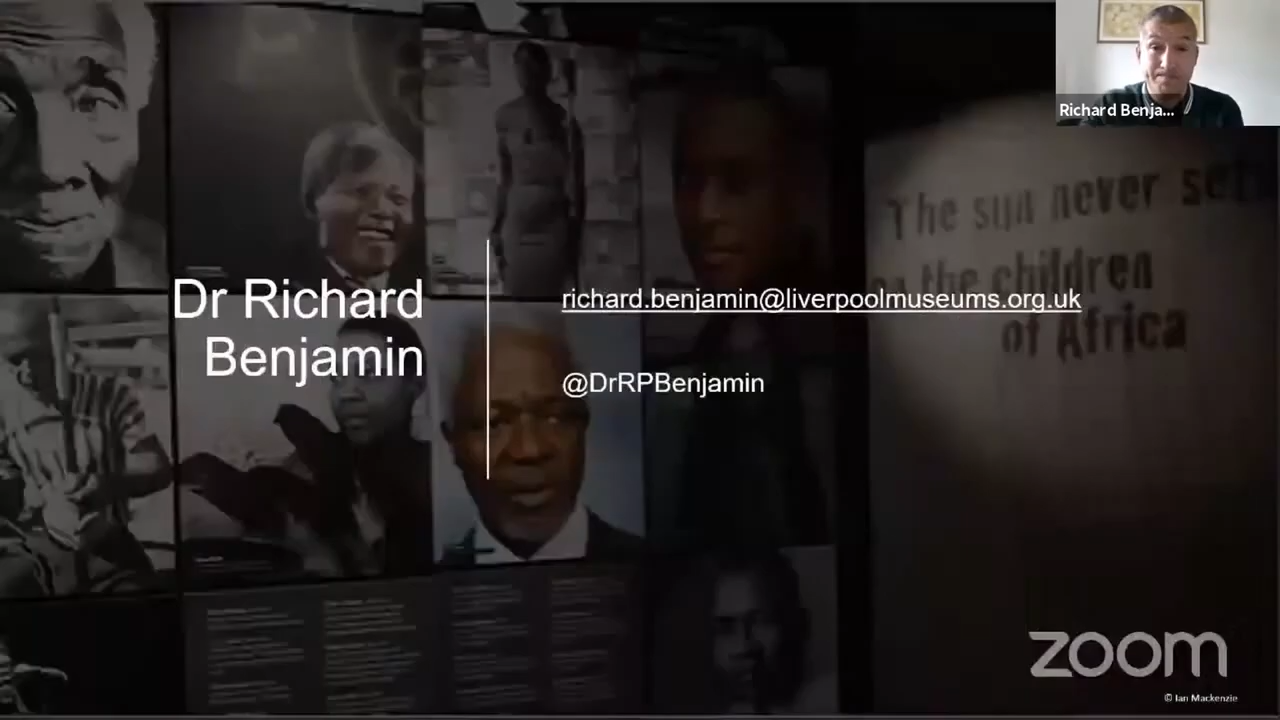 Richard Benja...
The sun never sets
the children
of Africa
Dr Richard
Benjamin
richard.benjamin@liverpoolmuseums.org.uk
@DrRPBenjamin
zoom
© Ian Mackenzie